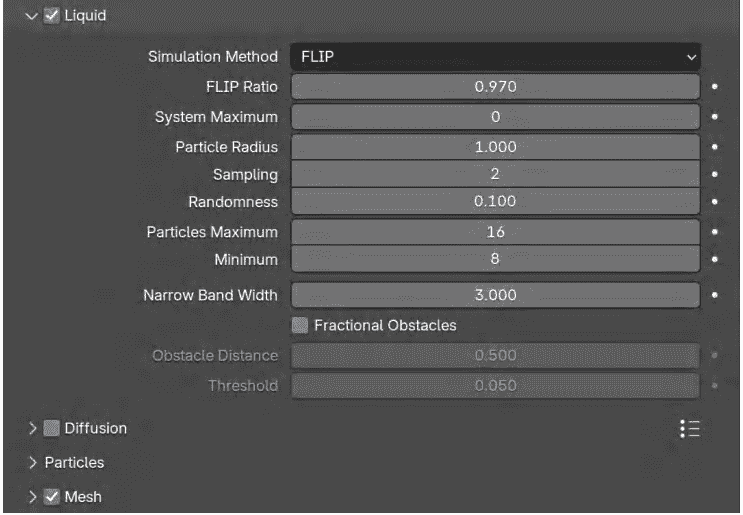 Liquid
Simulation Method FLIP
FLIP Ratio 0.970
System Maximum 0
Particle Radius 1.000
Sampling 2
Randomness 0.100
Particles Maximum 16
Minimum 8
Narrow Band Width 3.000
Fractional Obstacles
Obstacle Distance 0.500
Threshold 0.050
Diffusion
Particles
Mesh